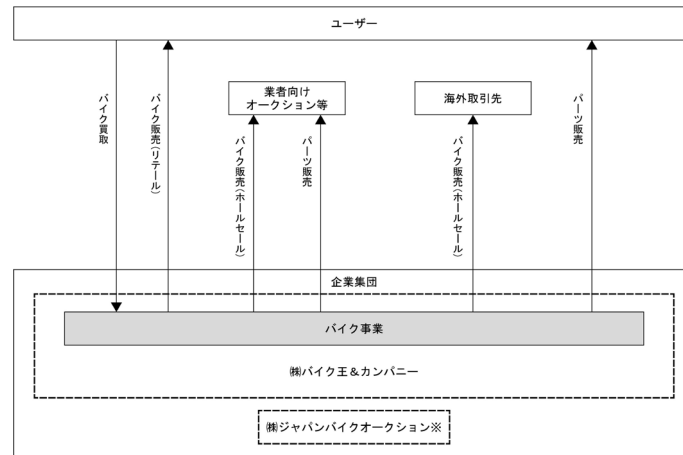 ユーザー
業者向け
オークション等
海外取引先
バイク買取
バイク販売(リテール)
バイク販売(ホールセール)
パーツ販売
バイク販売(ホールセール)
パーツ販売
企業集団
バイク事業
㈱バイク王＆カンパニー
㈱ジャパンバイクオークション※